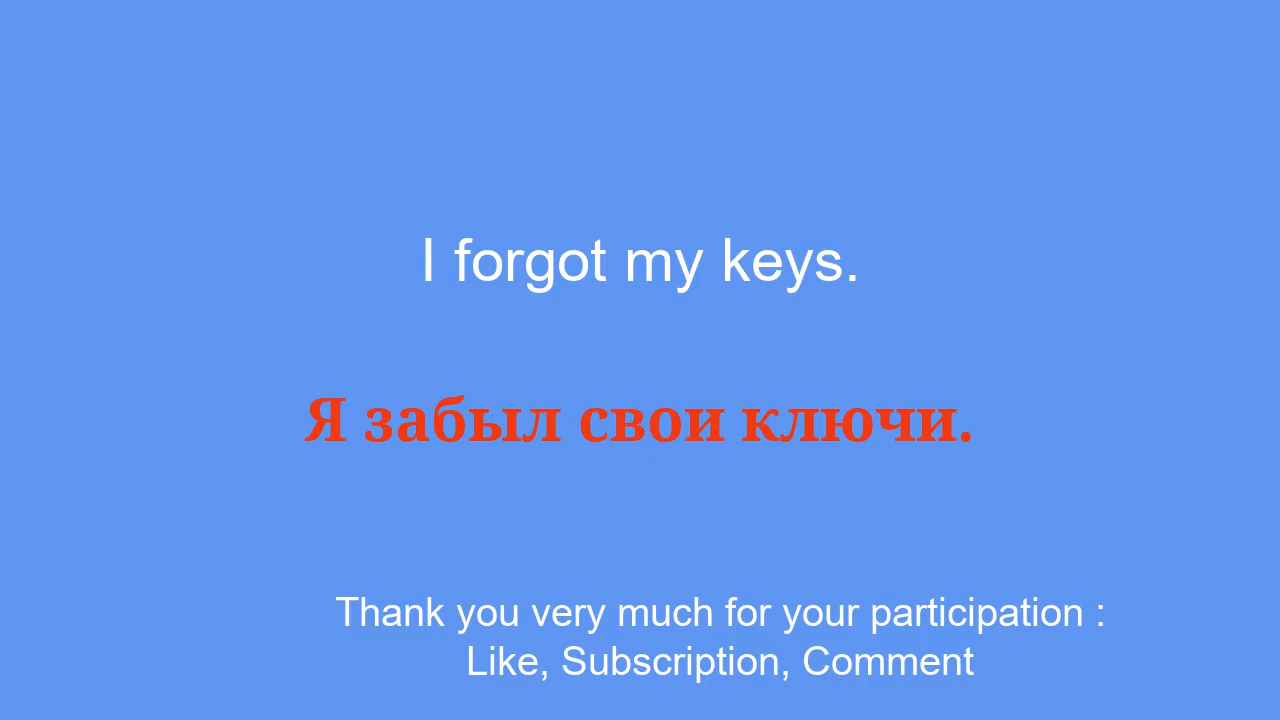 I forgot my keys.
Я забыл свои ключи.
Thank you very much for your participation :
Like, Subscription, Comment